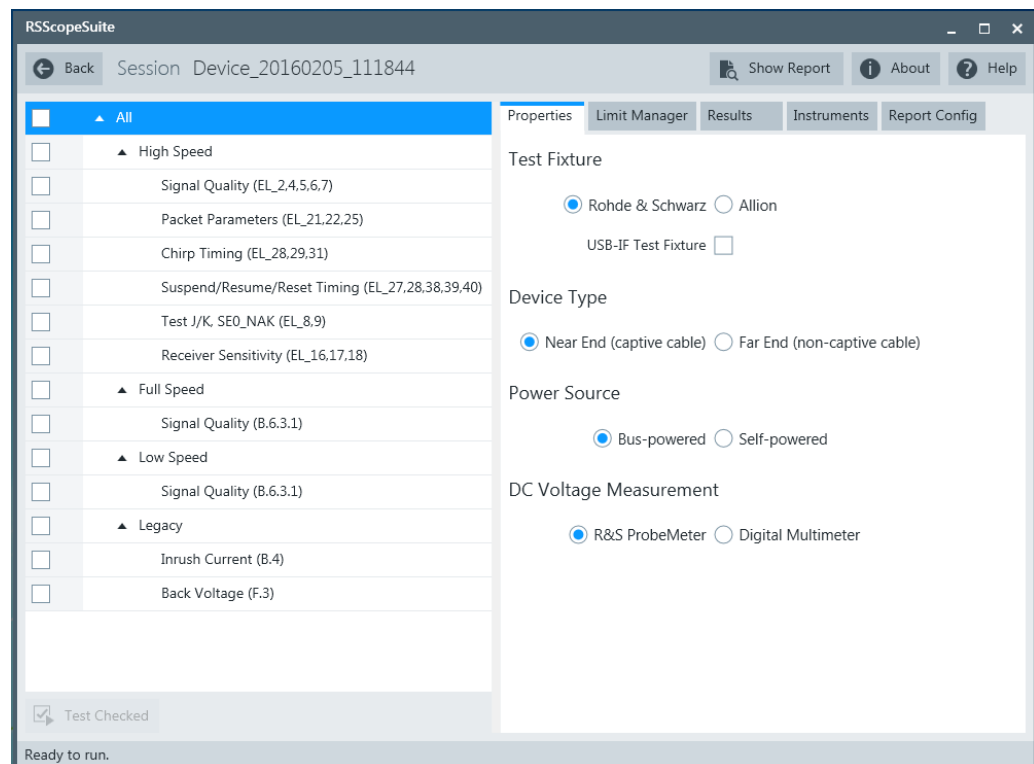 RSScopeSuite
Back Session Device_20160205_111844 Show Report About Help
All
High Speed
Signal Quality (EL_2,4,5,6,7)
Packet Parameters (EL_21,22,25)
Chirp Timing (EL_28,29,31)
Suspend/Resume/Reset Timing (EL_27,28,38,39,40)
Test J/K, SE0_NAK (EL_8,9)
Receiver Sensitivity (EL_16,17,18)
Full Speed
Signal Quality (B.6.3.1)
Low Speed
Signal Quality (B.6.3.1)
Legacy
Inrush Current (B.4)
Back Voltage (F.3)
Test Checked
Properties Limit Manager Results Instruments Report Config
Test Fixture
Rohde & Schwarz Allion
USB-IF Test Fixture
Device Type
Near End (captive cable) Far End (non-captive cable)
Power Source
Bus-powered Self-powered
DC Voltage Measurement
R&S ProbeMeter Digital Multimeter
Ready to run.